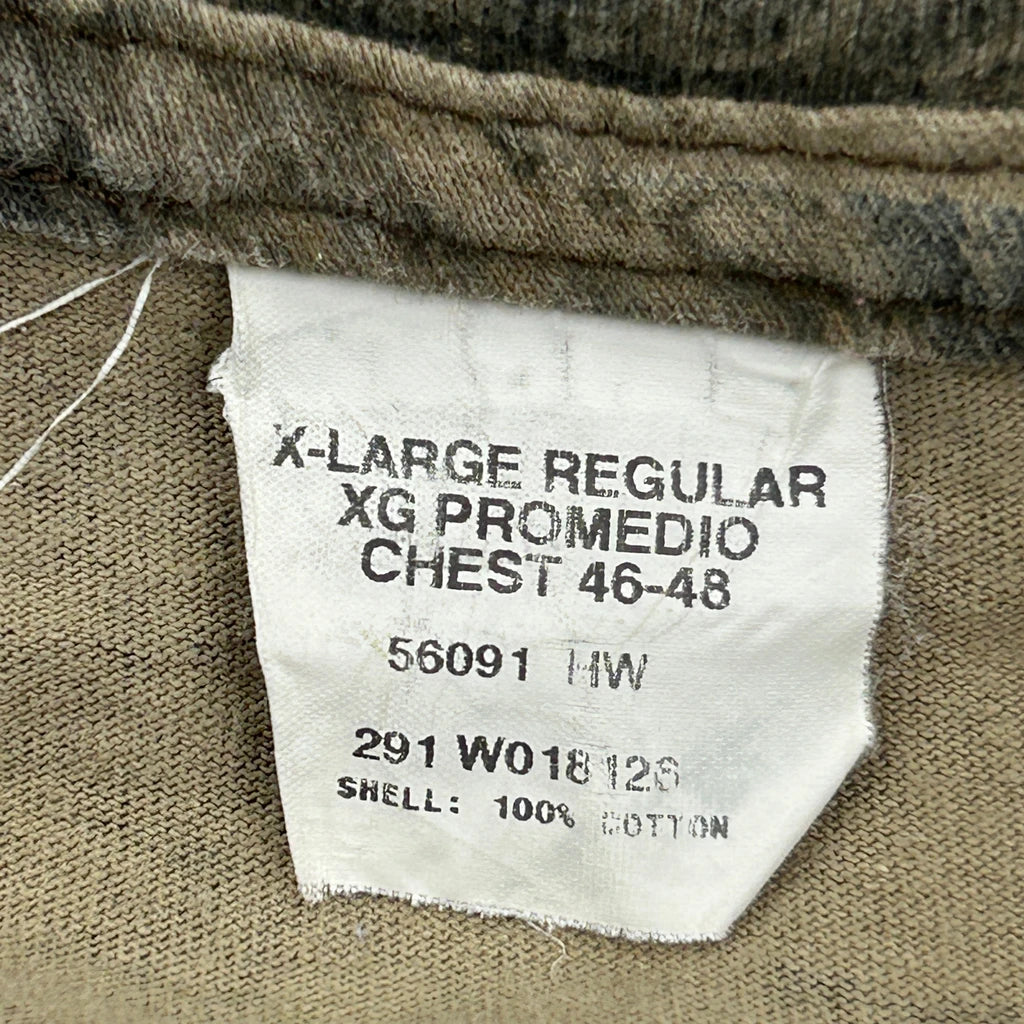 X-LARGE REGULAR
XG PROMEDIO
CHEST 46-48
56091 HW
291 W018126
SHELL: 100% COTTON